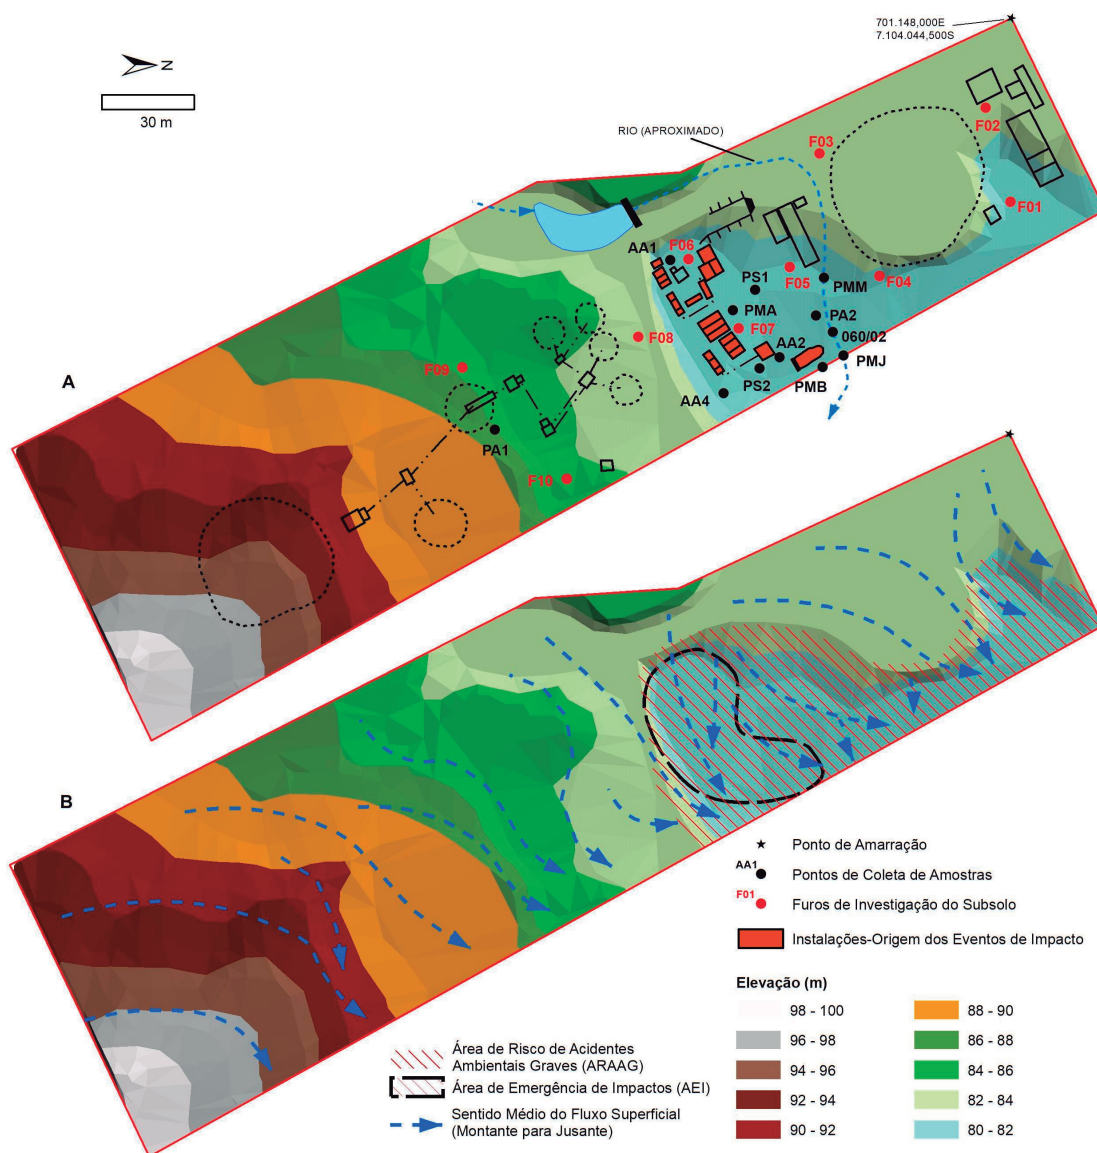 701.148,000E
7.104.044,500S
N
30 m
RIO (APROXIMADO)
F02
F03
F01
AA1
F06
PS1
F05
PMM
F04
PMA
PA2
F07
060/02
F08
AA2
PMJ
A
F09
PS2
PMB
AA4
PA1
F10
B
Ponto de Amarração
AA1
Pontos de Coleta de Amostras
F01
Furos de Investigação do Subsolo
Instalações-Origem dos Eventos de Impacto
Elevação (m)
98 - 100
96 - 98
94 - 96
92 - 94
90 - 92
88 - 90
86 - 88
84 - 86
82 - 84
80 - 82
Área de Risco de Acidentes
Ambientais Graves (ARAAG)
Área de Emergência de Impactos (AEI)
Sentido Médio do Fluxo Superficial
(Montante para Jusante)